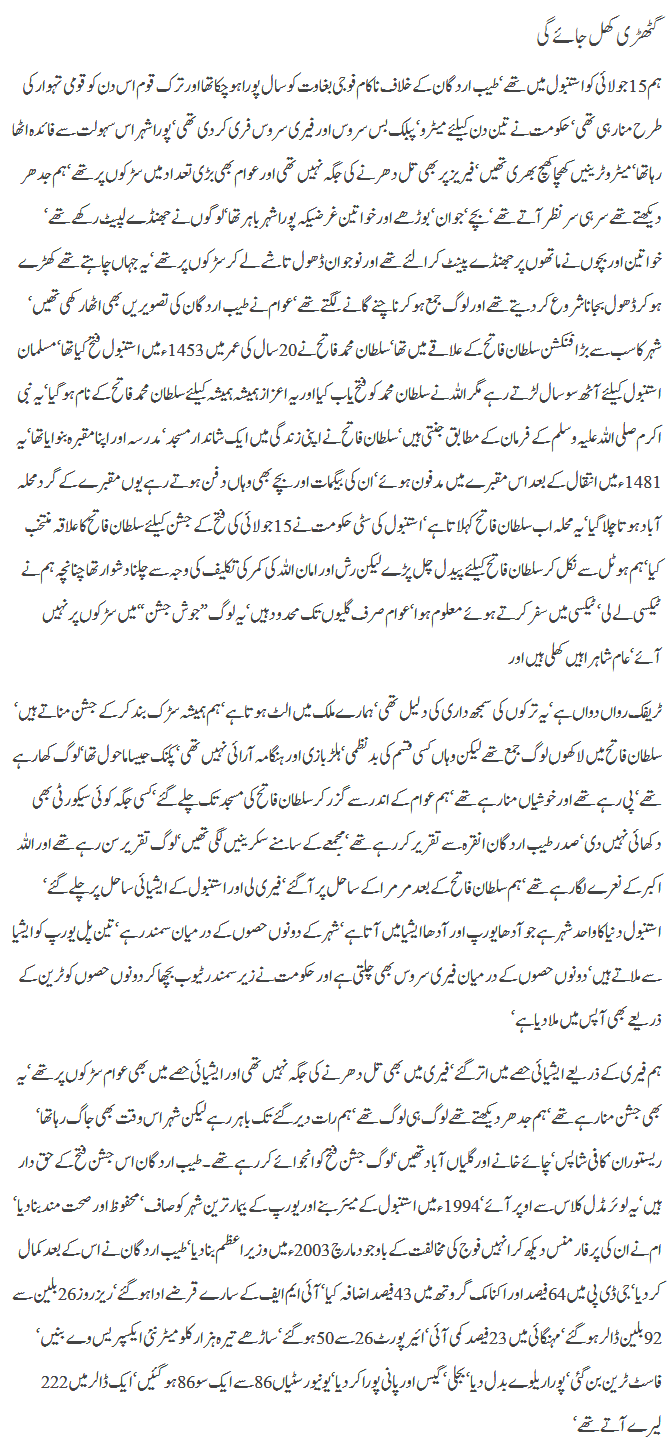 گٹھڑی کھل جائے گی
ہم 15جولائی کو استنبول میں تھے‘ طیب اردگان کے خلاف ناکام فوجی بغاوت کو سال پورا ہو چکا تھا اور ترک قوم اس دن کو قومی تہوار کی
طرح منا رہی تھی‘ حکومت نے تین دن کیلئے میٹرو‘ پبلک بس سروس اور فیری سروس فری کر دی تھی‘ پورا شہر اس سہولت سے فائدہ اٹھا
رہا تھا‘ میٹرو ٹرینیں کھچا کھچ بھری تھیں‘ فیریز پر بھی تل دھرنے کی جگہ نہیں تھی اور عوام بھی بڑی تعداد میں سڑکوں پر تھے‘ ہم جدھر
دیکھتے تھے سر ہی سر نظر آتے تھے‘ بچے‘ جوان‘ بوڑھے اور خواتین غرضیکہ پورا شہر باہر تھا‘ لوگوں نے جھنڈے لپیٹ رکھے تھے‘
خواتین اور بچوں نے ماتھوں پر جھنڈے پینٹ کرا لئے تھے اور نوجوان ڈھول تاشے لے کر سڑکوں پر تھے‘ یہ جہاں چاہتے تھے کھڑے
ہو کر ڈھول بجانا شروع کر دیتے تھے اور لوگ جمع ہو کر ناچنے گانے لگتے تھے‘ عوام نے طیب اردگان کی تصویریں بھی اٹھا رکھی تھیں‘
شہر کا سب سے بڑا فنکشن سلطان فاتح کے علاقے میں تھا‘ سلطان محمد فاتح نے 20سال کی عمر میں 1453ء میں استنبول فتح کیا تھا‘ مسلمان
استنبول کیلئے آٹھ سو سال لڑتے رہے مگر اللہ نے سلطان محمد کو فتح یاب کیا اور یہ اعزاز ہمیشہ ہمیشہ کیلئے سلطان محمد فاتح کے نام ہو گیا‘ یہ نبی
اکرم صلی اللہ علیہ وسلم کے فرمان کے مطابق جنتی ہیں‘ سلطان فاتح نے اپنی زندگی میں ایک شاندار مسجد‘ مدرسہ اور اپنا مقبرہ بنوایا تھا‘ یہ
1481ء میں انتقال کے بعد اس مقبرے میں مدفون ہوئے‘ ان کی بیگمات اور بچے بھی وہاں دفن ہوتے رہے یوں مقبرے کے گرد محلہ
آباد ہوتا چلا گیا‘ یہ محلہ اب سلطان فاتح کہلاتا ہے‘ استنبول کی سٹی حکومت نے 15جولائی کی فتح کے جشن کیلئے سلطان فاتح کا علاقہ منتخب
کیا‘ ہم ہوٹل سے نکل کر سلطان فاتح کیلئے پیدل چل پڑے لیکن رش اور امان اللہ کی کمر کی تکلیف کی وجہ سے چلنا دشوار تھا چنانچہ ہم نے
ٹیکسی لے لی‘ ٹیکسی میں سفر کرتے ہوئے معلوم ہوا‘ عوام صرف گلیوں تک محدود ہیں‘ یہ لوگ ”جوش جشن“ میں سڑکوں پر نہیں
آئے‘ عام شاہراہیں کھلی ہیں اور
ٹریفک رواں دواں ہے‘ یہ ترکوں کی سمجھ داری کی دلیل تھی‘ ہمارے ملک میں الٹ ہوتا ہے‘ ہم ہمیشہ سڑک بند کر کے جشن مناتے ہیں‘
سلطان فاتح میں لاکھوں لوگ جمع تھے لیکن وہاں کسی قسم کی بدنظمی‘ ہلڑ بازی اور ہنگامہ آرائی نہیں تھی‘ پکنک جیسا ماحول تھا‘ لوگ کھا رہے
تھے‘ پی رہے تھے اور خوشیاں منا رہے تھے‘ ہم عوام کے اندر سے گزر کر سلطان فاتح کی مسجد تک چلے گئے‘ کسی جگہ کوئی سیکورٹی بھی
دکھائی نہیں دی‘ صدر طیب اردگان انقرہ سے تقریر کر رہے تھے‘ مجمعے کے سامنے سکرینیں لگی تھیں‘ لوگ تقریر سن رہے تھے اور اللہ
اکبر کے نعرے لگا رہے تھے‘ ہم سلطان فاتح کے بعد مرمرا کے ساحل پر آ گئے‘ فیری لی اور استنبول کے ایشیائی ساحل پر چلے گئے‘
استنبول دنیا کا واحد شہر ہے جو آدھا یورپ اور آدھا ایشیا میں آتا ہے‘ شہر کے دونوں حصوں کے درمیان سمندر ہے‘ تین پل یورپ کو ایشیا
سے ملاتے ہیں‘ دونوں حصوں کے درمیان فیری سروس بھی چلتی ہے اور حکومت نے زیر سمندر ٹیوب بچھا کر دونوں حصوں کو ٹرین کے
ذریعے بھی آپس میں ملا دیا ہے‘
ہم فیری کے ذریعے ایشیائی حصے میں اتر گئے‘ فیری میں بھی تل دھرنے کی جگہ نہیں تھی اور ایشیائی حصے میں بھی عوام سڑکوں پر تھے‘ یہ
بھی جشن منا رہے تھے‘ ہم جدھر دیکھتے تھے لوگ ہی لوگ تھے‘ ہم رات دیر گئے تک باہر رہے لیکن شہر اس وقت بھی جاگ رہا تھا‘
ریستوران‘ کافی شاپس‘ چائے خانے اور گلیاں آباد تھیں‘ لوگ جشن فتح کو انجوائے کر رہے تھے۔ طیب اردگان اس جشن فتح کے حق دار
ہیں‘ یہ لوئر مڈل کلاس سے اوپر آئے‘ 1994ء میں استنبول کے میئر بنے اور یورپ کے بیمار ترین شہر کو صاف‘ محفوظ اور صحت مند بنا دیا‘
ام نے ان کی پرفارمنس دیکھ کر انہیں فوج کی مخالفت کے باوجود مارچ 2003ء میں وزیراعظم بنا دیا‘ طیب اردگان نے اس کے بعد کمال
کر دیا‘ جی ڈی پی میں 64فیصد اور اکنامک گروتھ میں 43فیصد اضافہ کیا‘ آئی ایم ایف کے سارے قرضے ادا ہو گئے‘ ریزروز 26بلین سے
92بلین ڈالر ہو گئے‘ مہنگائی میں 23فیصد کمی آئی‘ ائیرپورٹ 26سے 50ہو گئے‘ ساڑھے تیرہ ہزار کلو میٹر نئی ایکسپریس وے بنیں‘
فاسٹ ٹرین بن گئی‘ پورا ریلوے بدل دیا‘ بجلی‘ گیس اور پانی پورا کر دیا‘ یونیورسٹیاں 86سے ایک سو 86ہو گئیں‘ ایک ڈالر میں 222
لیرے آتے تھے‘